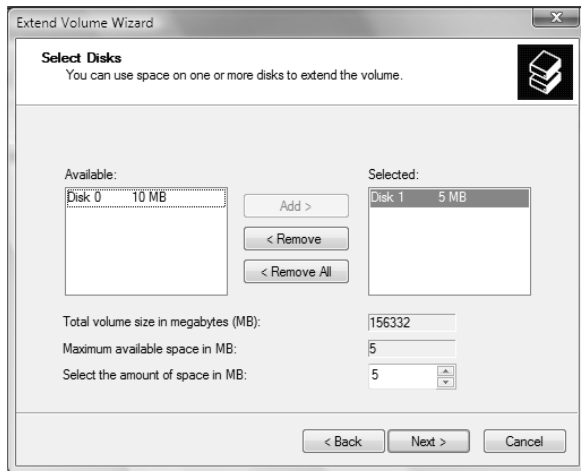 Extend Volume Wizard
Select Disks
You can use space on one or more disks to extend the volume.
Available:
Selected:
Disk 0 10 MB
Disk 1 5 MB
Add >
< Remove
< Remove All
Total volume size in megabytes (MB): 156332
Maximum available space in MB: 5
Select the amount of space in MB: 5
< Back Next > Cancel